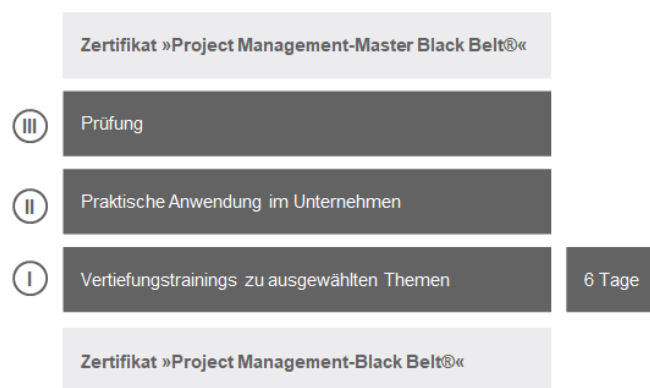 Zertifikat »Project Management-Master Black Belt®«
III Prüfung
II Praktische Anwendung im Unternehmen
I Vertiefungstrainings zu ausgewählten Themen 6 Tage
Zertifikat »Project Management-Black Belt®«